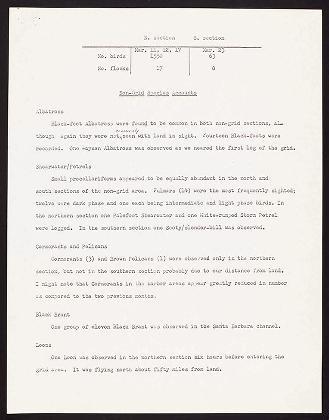 N. section    S. section
Mar. 11, 12, 17    Mar. 23
No. birds    1550    63
No. flocks    17    8
Non-Grid Species Accounts
Albatross
Black-foot Albatross were found to be common in both non-grid sections, al-
though again they were not seen with land in sight. Fourteen Black-foots were
recorded. One Laysan Albatross was observed as we neared the first leg of the grid.
Shearwater/Petrels
Small procellariforms appeared to be equally abundant in the north and
south sections of the non-grid area. Fulmars (14) were the most frequently sighted;
twelve were dark phase and one each being intermediate and light phase birds. In
the northern section one Palefoot Shearwater and one White-rumped Storm Petrel
were logged. In the southern section one Sooty/slender-bill was observed.
Cormorants and Pelicans
Cormorants (3) and Brown Pelicans (1) were observed only in the northern
section, but not in the southern section probably due to our distance from land.
I might note that Cormorants in the harbor areas appear greatly reduced in number
as compared to the two previous months.
Black Brant
One group of eleven Black Brant was observed in the Santa Barbara channel.
Loons
One Loon was observed in the northern section six hours before entering the
grid area. It was flying north about fifty miles from land.